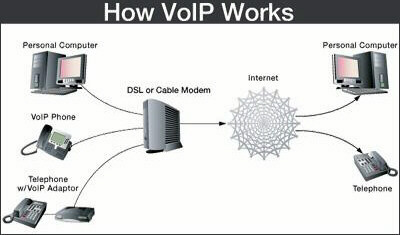 How VoIP Works
Personal Computer
Personal Computer
DSL or Cable Modem
Internet
VoIP Phone
Telephone
w/VoIP Adaptor
Telephone